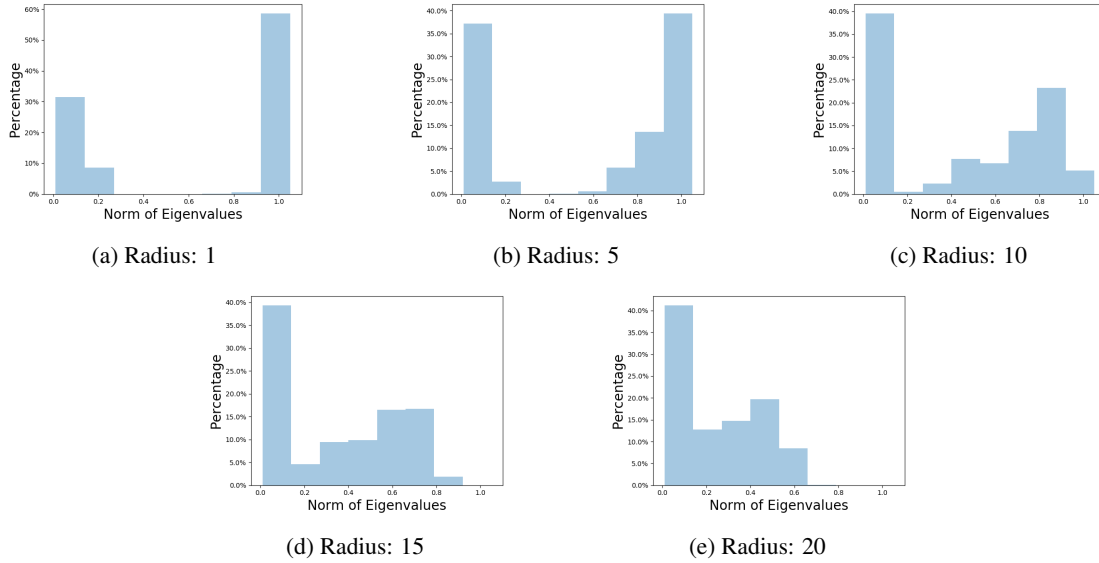 60%
50%
40%
30%
20%
10%
0%
Percentage
0.0 0.2 0.4 0.6 0.8 1.0
Norm of Eigenvalues
(a) Radius: 1
40.0%
35.0%
30.0%
25.0%
20.0%
15.0%
10.0%
5.0%
0.0%
Percentage
0.0 0.2 0.4 0.6 0.8 1.0
Norm of Eigenvalues
(b) Radius: 5
40.0%
35.0%
30.0%
25.0%
20.0%
15.0%
10.0%
5.0%
0.0%
Percentage
0.0 0.2 0.4 0.6 0.8 1.0
Norm of Eigenvalues
(c) Radius: 10
40.0%
35.0%
30.0%
25.0%
20.0%
15.0%
10.0%
5.0%
0.0%
Percentage
0.0 0.2 0.4 0.6 0.8 1.0
Norm of Eigenvalues
(d) Radius: 15
40.0%
35.0%
30.0%
25.0%
20.0%
15.0%
10.0%
5.0%
0.0%
Percentage
0.0 0.2 0.4 0.6 0.8 1.0
Norm of Eigenvalues
(e) Radius: 20